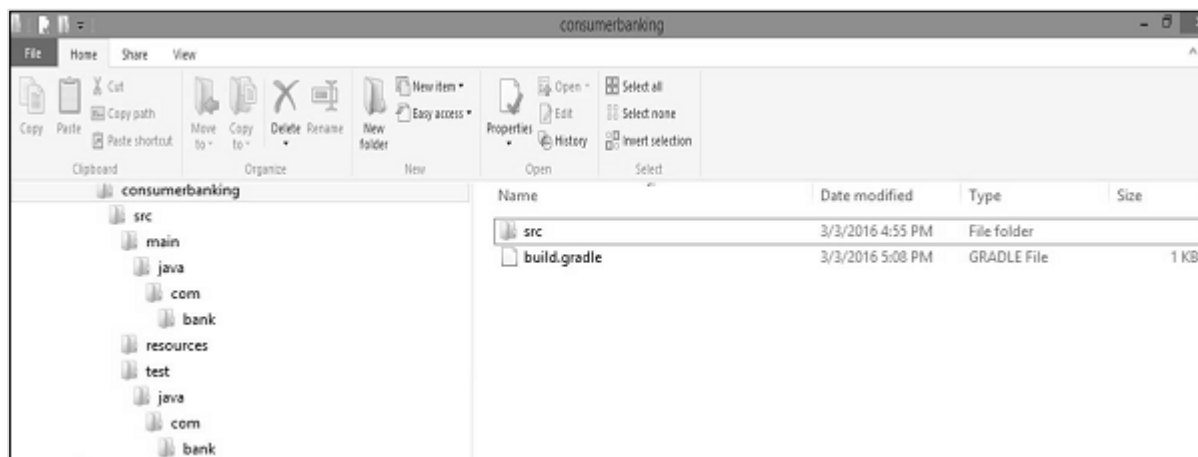 consumerbanking
File Home Share View
Copy
Paste
Cut
Copy path
Paste shortcut
Clipboard
Move to
Copy to
Delete
Rename
Organize
New folder
New item
Easy access
New
Properties
Open
Edit
History
Open
Select all
Select none
Invert selection
Select
consumerbanking
src
main
java
com
bank
resources
test
java
com
bank
Name Date modified Type Size
src 3/3/2016 4:55 PM File folder
build.gradle 3/3/2016 5:08 PM GRADLE File 1 KB